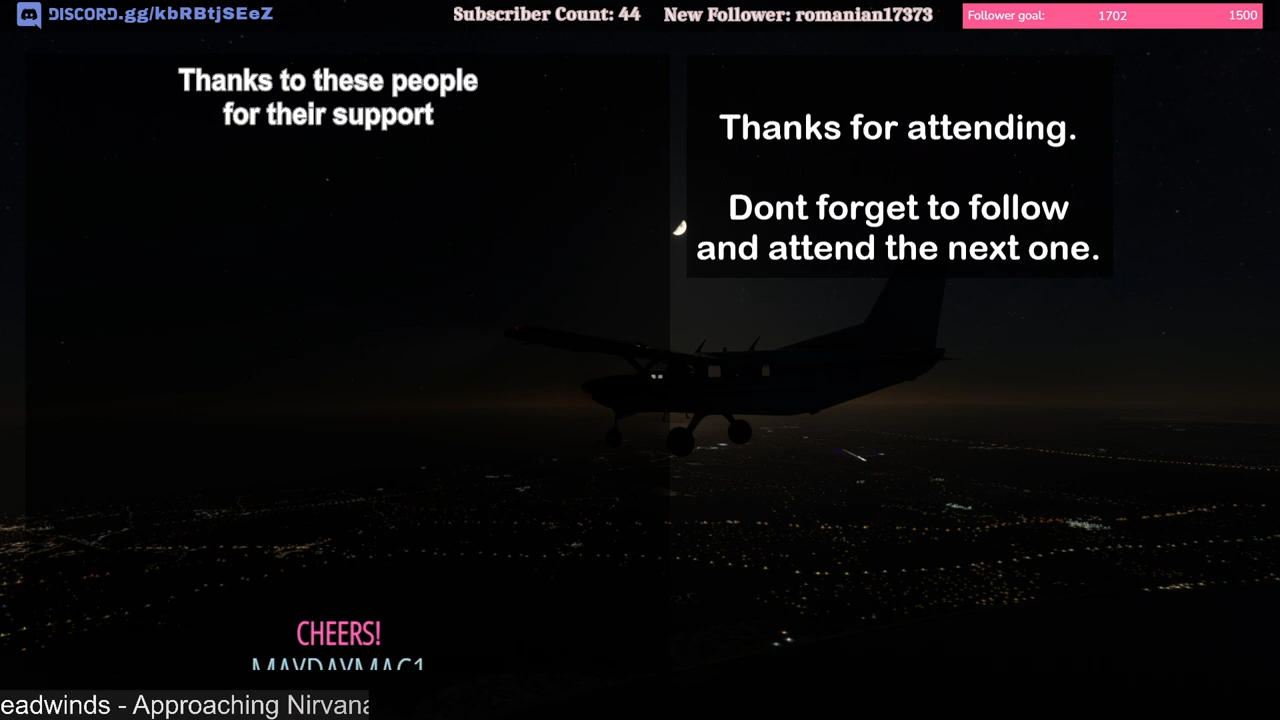 DISCORD.gg/kbRBtjSEeZ
Subscriber Count: 44
New Follower: romanian17373
Follower goal: 1702 1500
Thanks to these people
for their support
Thanks for attending.
Dont forget to follow
and attend the next one.
CHEERS!
MAYDAYMAC1
eadwinds - Approaching Nirvana